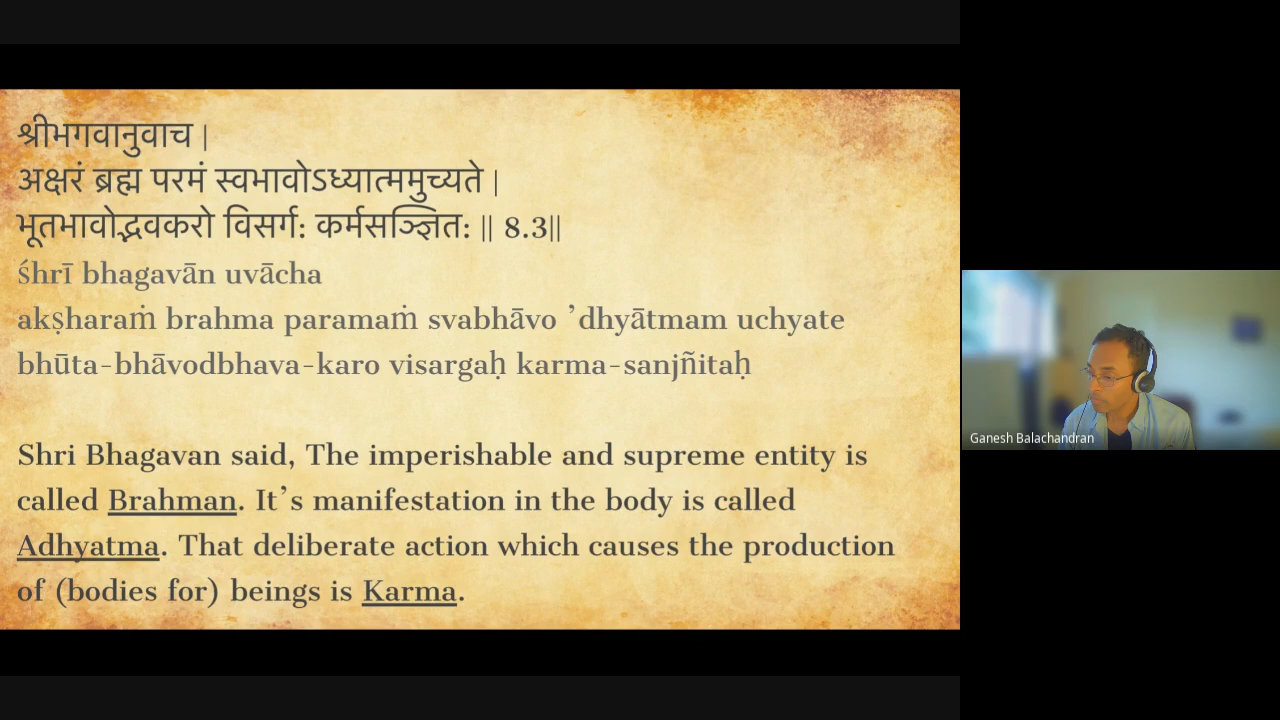 श्रीभगवानुवाच |
अक्षरं ब्रह्म परमं स्वभावोऽध्यात्ममुच्यते |
भूतभावोद्भवकरो विसर्ग: कर्मसञ्ज्ञित: || 8.3||
śhrī bhagavān uvācha
akṣharaṁ brahma paramaṁ svabhāvo ’dhyātmam uchyate
bhūta-bhāvodbhava-karo visargaḥ karma-sanjñitaḥ
Shri Bhagavan said, The imperishable and supreme entity is
called Brahman. It’s manifestation in the body is called
Adhyatma. That deliberate action which causes the production
of (bodies for) beings is Karma.
Ganesh Balachandran